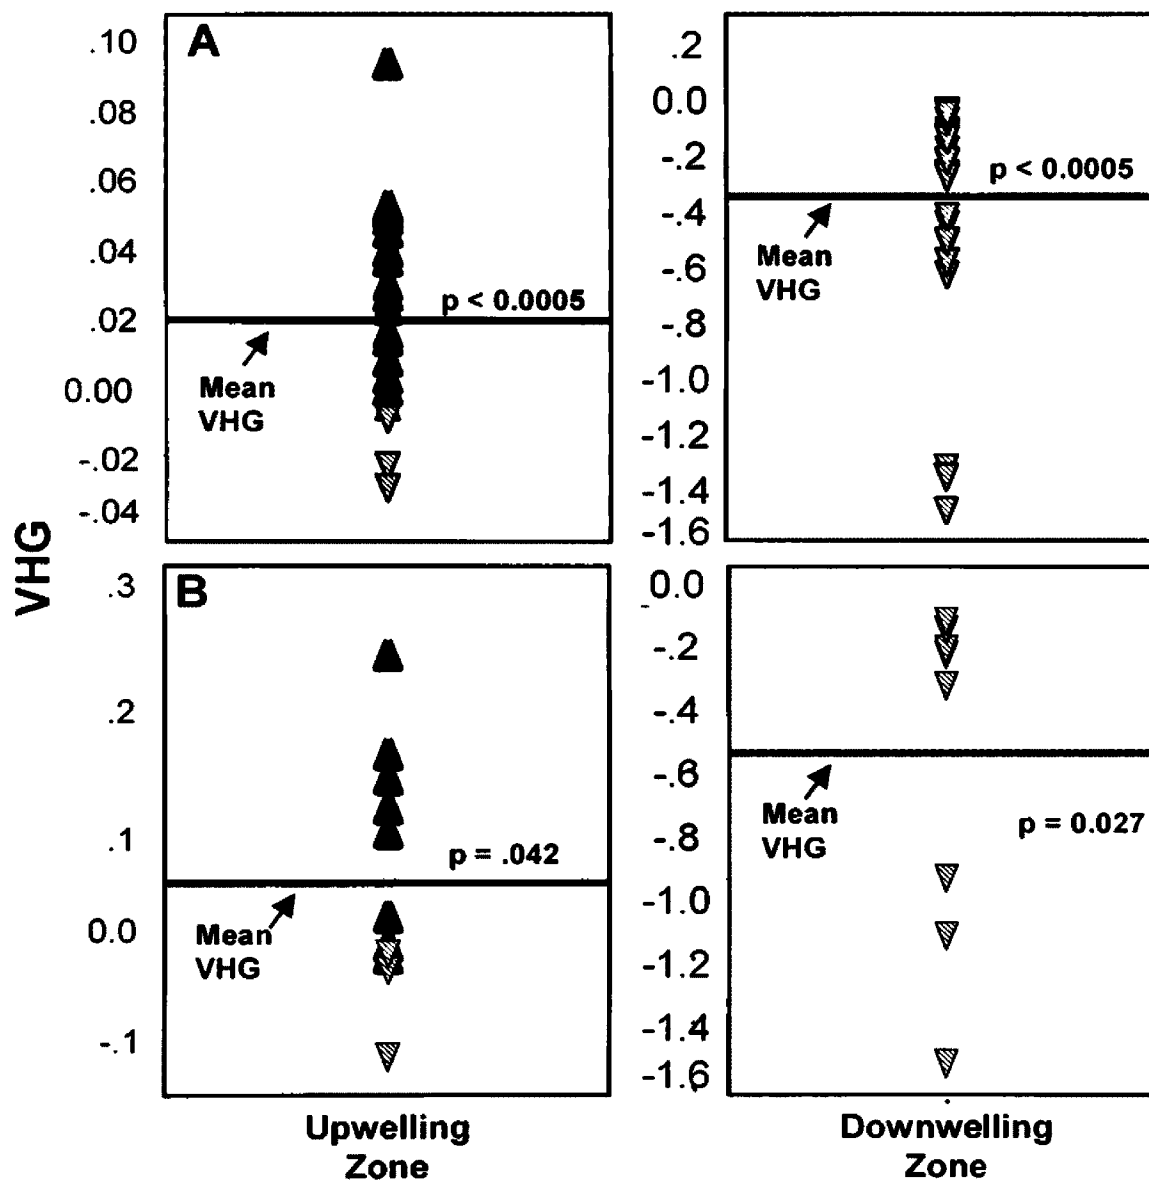 VHG
A
.10
.08
.06
.04
.02
0.00
-.02
-.04
p < 0.0005
Mean
VHG
.2
0.0
-.2
-.4
-.6
-.8
-1.0
-1.2
-1.4
-1.6
p < 0.0005
Mean
VHG
B
.3
.2
.1
0.0
-.1
p = .042
Mean
VHG
0.0
-.2
-.4
-.6
-.8
-1.0
-1.2
-1.4
-1.6
Mean
VHG
p = 0.027
Upwelling
Zone
Downwelling
Zone